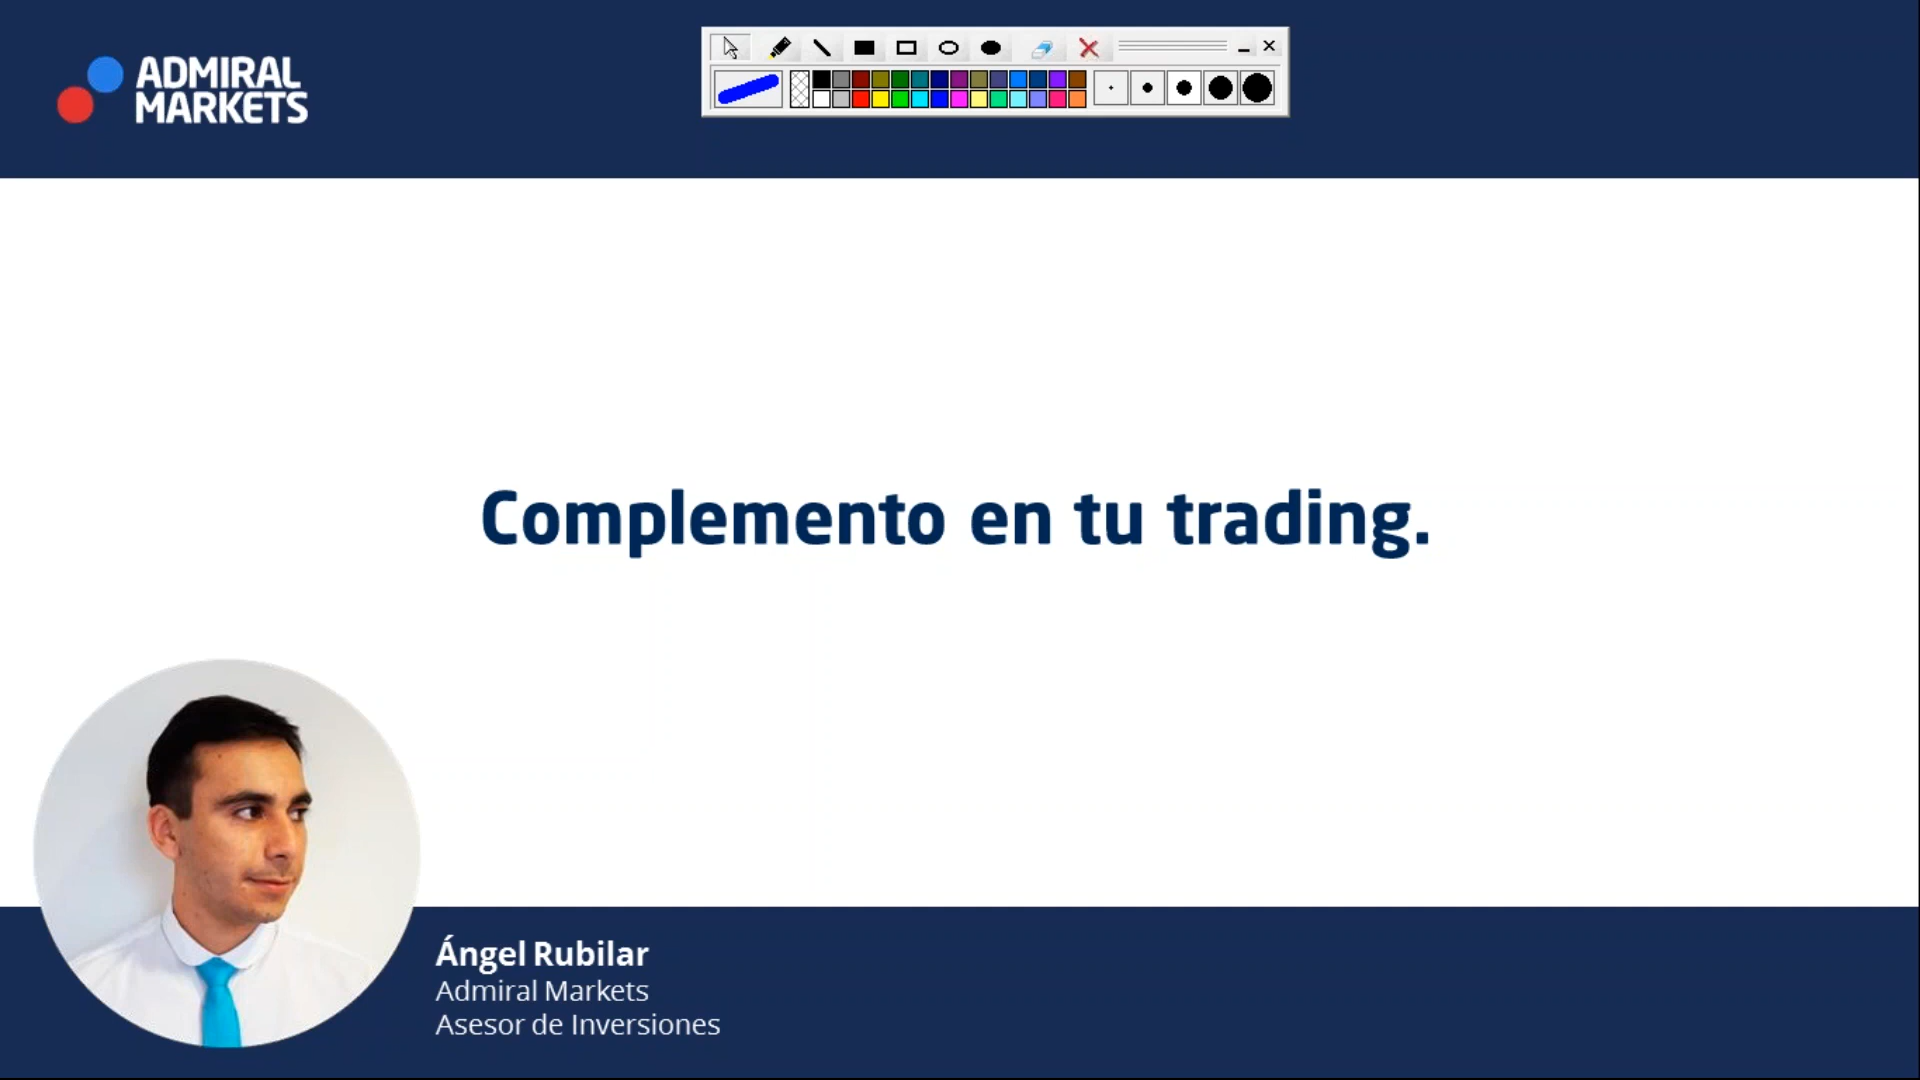 ADMIRAL
MARKETS
Complemento en tu trading.
Ángel Rubilar
Admiral Markets
Asesor de Inversiones